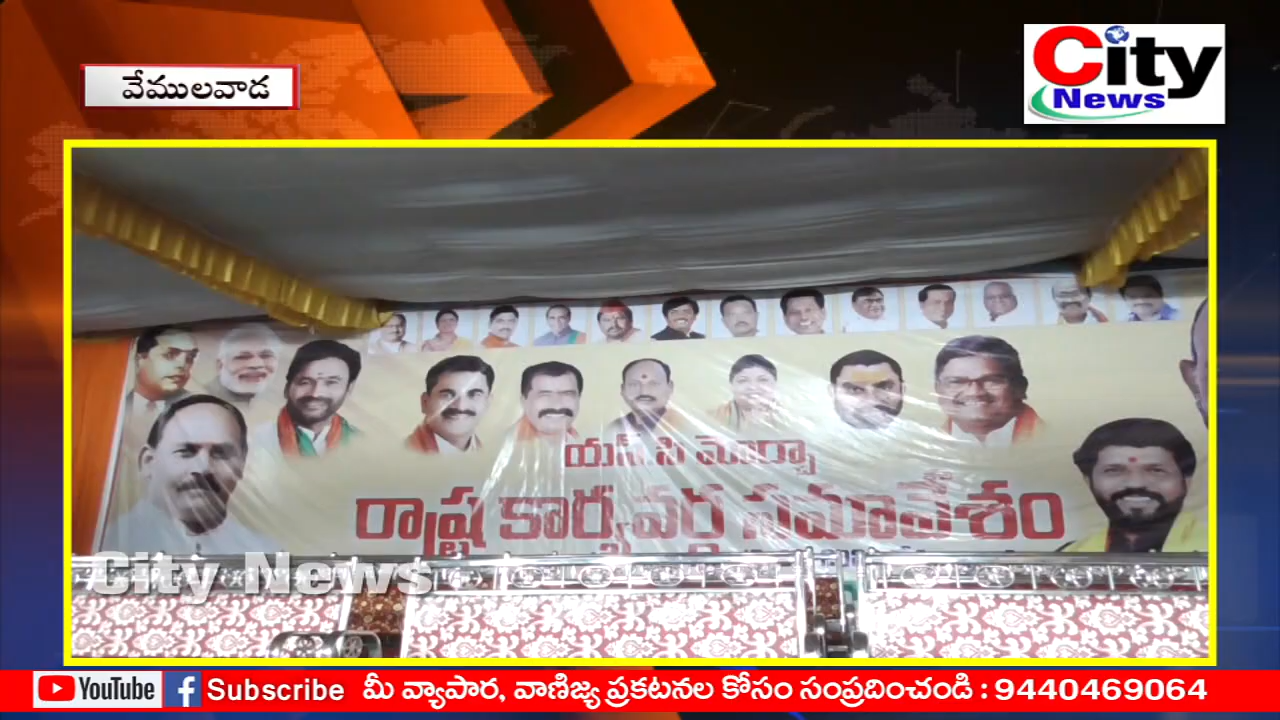 వేములవాడ
City
News
యస్.సి మోర్చా
రాష్ట్ర కార్యవర్గ సమావేశం
City News
YouTube f Subscribe మీ వ్యాపార, వాణిజ్య ప్రకటనల కోసం సంప్రదించండి : 9440469064